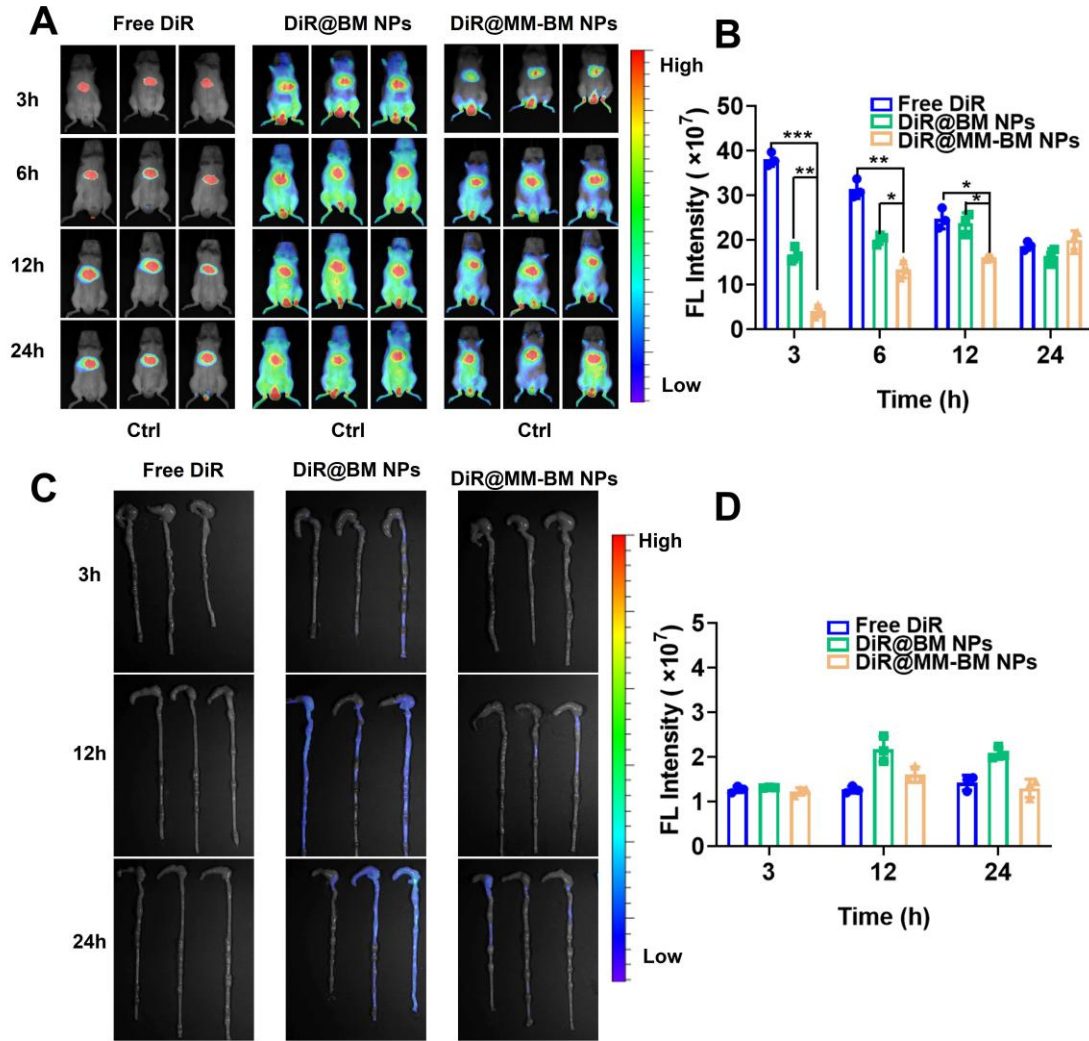 A
Free DiR
DiR@BM NPs
DiR@MM-BM NPs
3h
6h
12h
24h
High
Low
Ctrl
Ctrl
Ctrl
B
FL Intensity ( ×10⁷)
50
40
30
20
10
0
Free DiR
DiR@BM NPs
DiR@MM-BM NPs
***
**
**
*
*
*
3
6
12
24
Time (h)
C
Free DiR
DiR@BM NPs
DiR@MM-BM NPs
3h
12h
24h
High
Low
D
FL Intensity ( ×10⁷)
5
4
3
2
1
0
Free DiR
DiR@BM NPs
DiR@MM-BM NPs
3
12
24
Time (h)